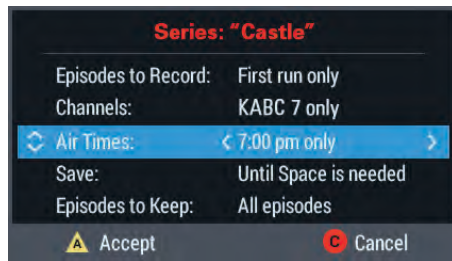 Series: "Castle"
Episodes to Record: First run only
Channels: KABC 7 only
Air Times: < 7:00 pm only >
Save: Until Space is needed
Episodes to Keep: All episodes
A Accept C Cancel